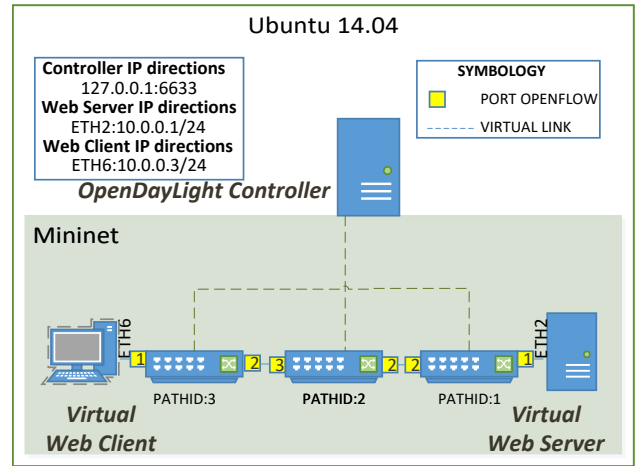 Ubuntu 14.04
Controller IP directions
127.0.0.1:6633
Web Server IP directions
ETH2:10.0.0.1/24
Web Client IP directions
ETH6:10.0.0.3/24
SYMBOLOGY
PORT OPENFLOW
VIRTUAL LINK
OpenDayLight Controller
Mininet
ETH6
1
2
3
2
2
1
ETH2
PATHID:3
PATHID:2
PATHID:1
Virtual
Web Client
Virtual
Web Server